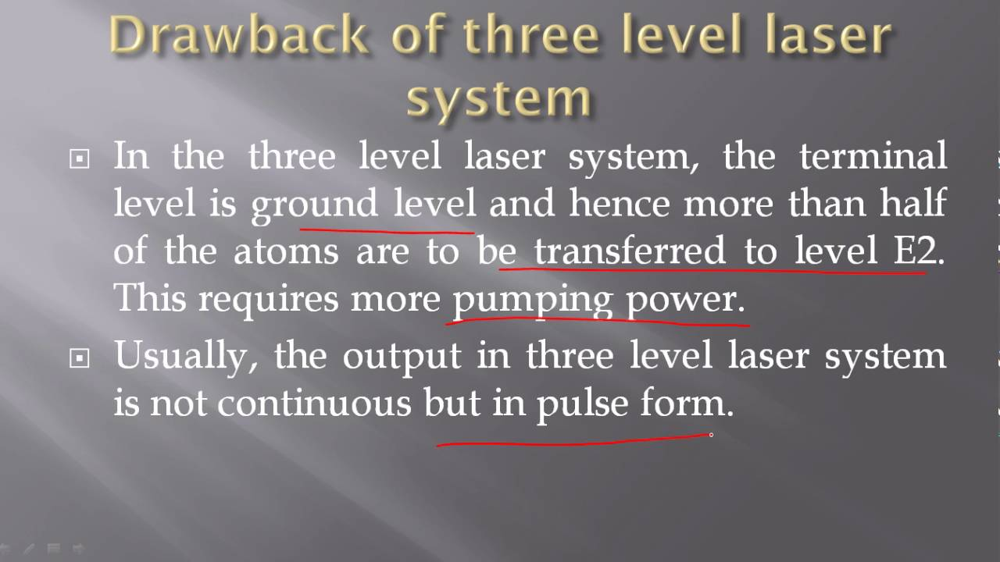 Drawback of three level laser
system
In the three level laser system, the terminal
level is ground level and hence more than half
of the atoms are to be transferred to level E2.
This requires more pumping power.
Usually, the output in three level laser system
is not continuous but in pulse form.